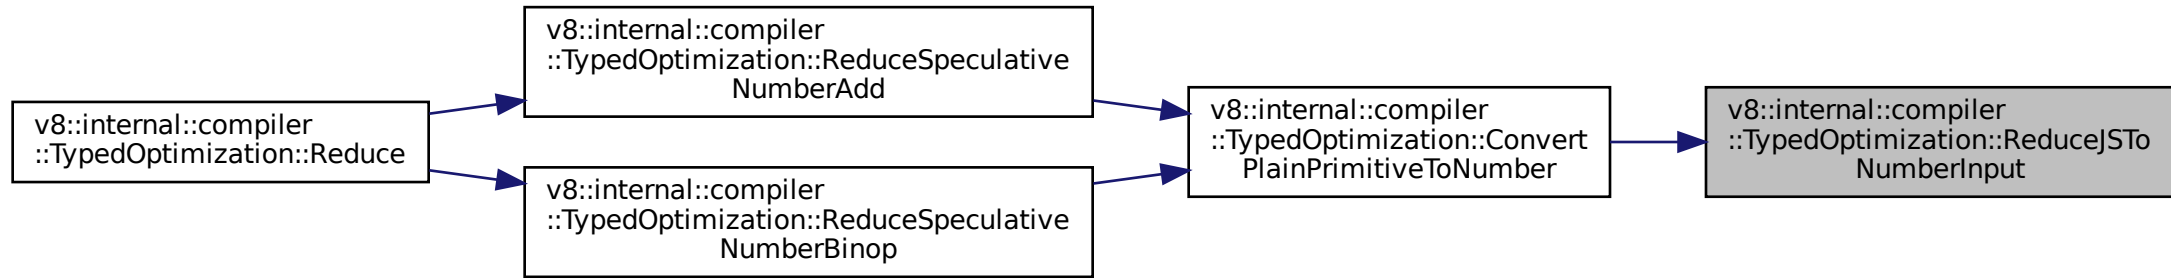 v8::internal::compiler
::TypedOptimization::Reduce
v8::internal::compiler
::TypedOptimization::ReduceSpeculative
NumberAdd
v8::internal::compiler
::TypedOptimization::ReduceSpeculative
NumberBinop
v8::internal::compiler
::TypedOptimization::Convert
PlainPrimitiveToNumber
v8::internal::compiler
::TypedOptimization::ReduceJSTo
NumberInput